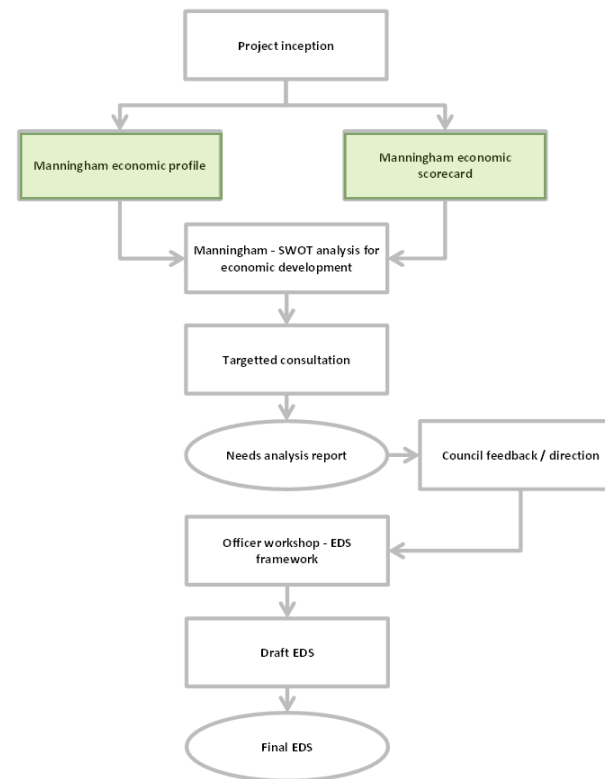 Project inception
Manningham economic profile
Manningham economic
scorecard
Manningham - SWOT analysis for
economic development
Targetted consultation
Needs analysis report
Council feedback / direction
Officer workshop - EDS
framework
Draft EDS
Final EDS